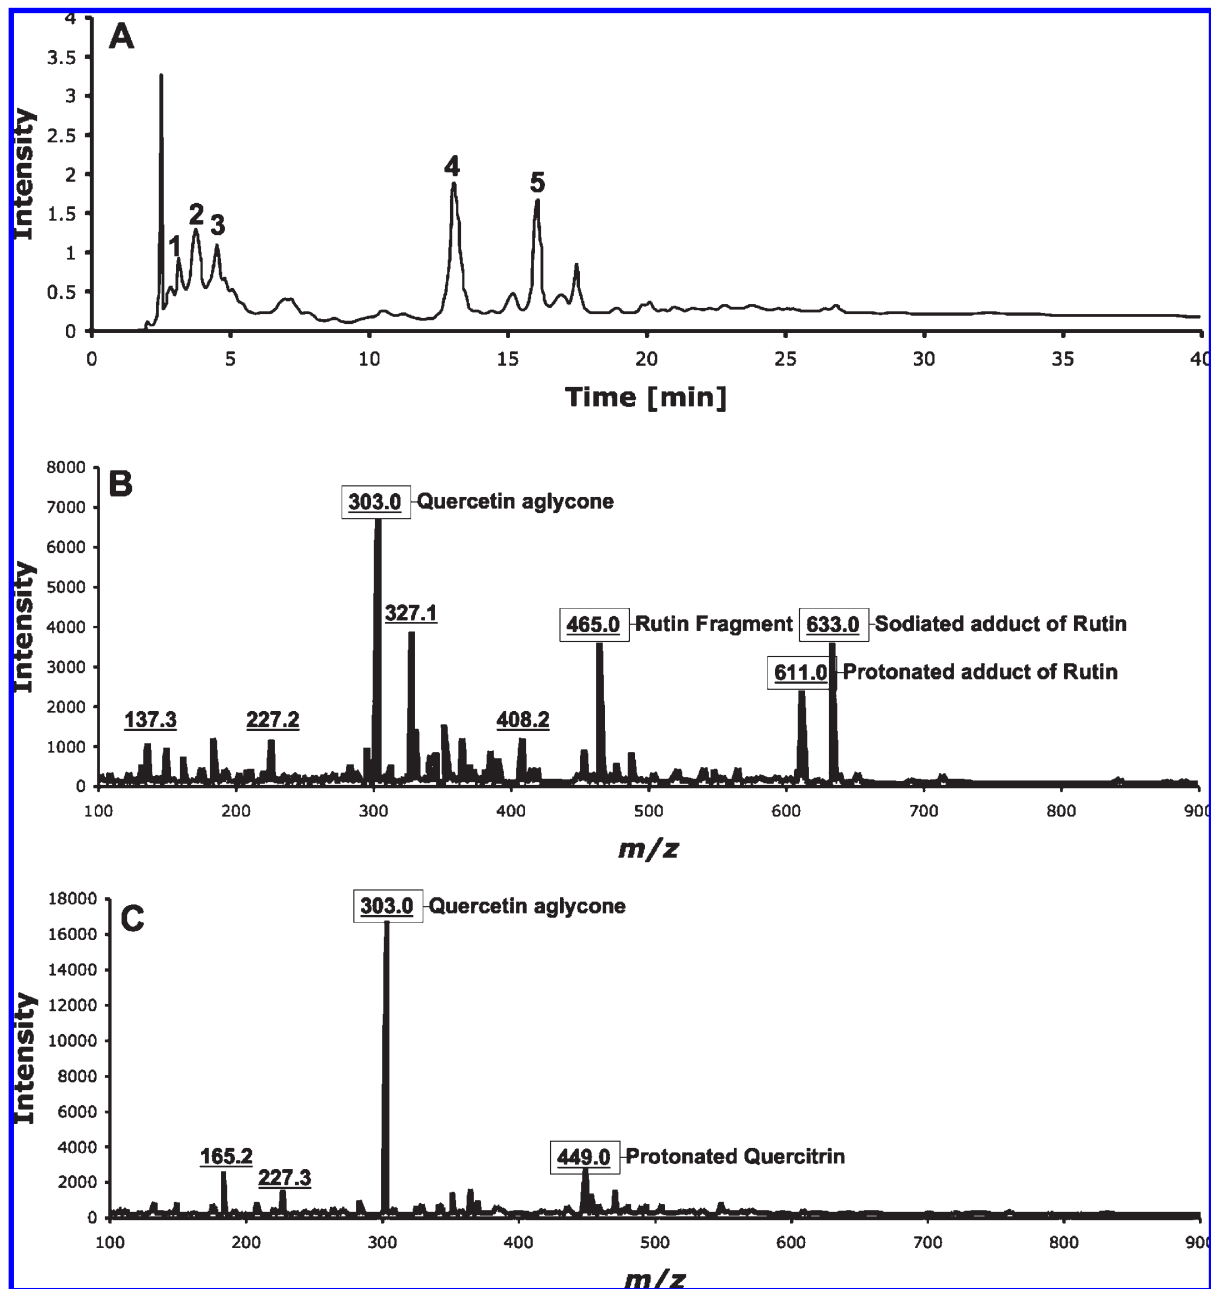 A
Intensity
4
3.5
3
2.5
2
1.5
1
0.5
0
1
2
3
4
5
0 5 10 15 20 25 30 35 40
Time [min]
B
Intensity
8000
7000
6000
5000
4000
3000
2000
1000
0
303.0 Quercetin aglycone
327.1
465.0 Rutin Fragment 633.0 Sodiated adduct of Rutin
611.0 Protonated adduct of Rutin
137.3 227.2 408.2
100 200 300 400 500 600 700 800 900
m/z
C
Intensity
18000
16000
14000
12000
10000
8000
6000
4000
2000
0
303.0 Quercetin aglycone
165.2
227.3
449.0 Protonated Quercitrin
100 200 300 400 500 600 700 800 900
m/z